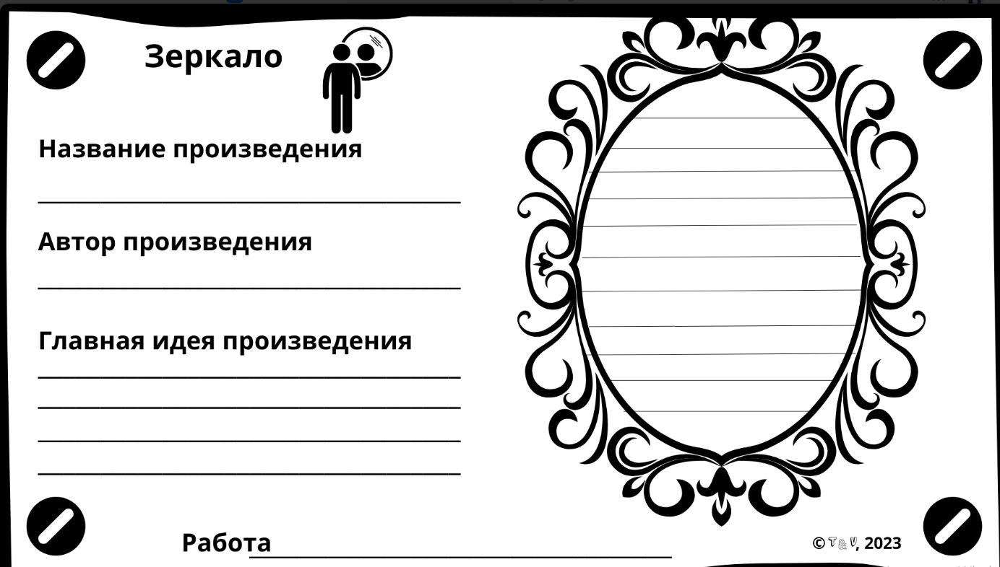 Зеркало
Название произведения
Автор произведения
Главная идея произведения
Работа
© T & V, 2023